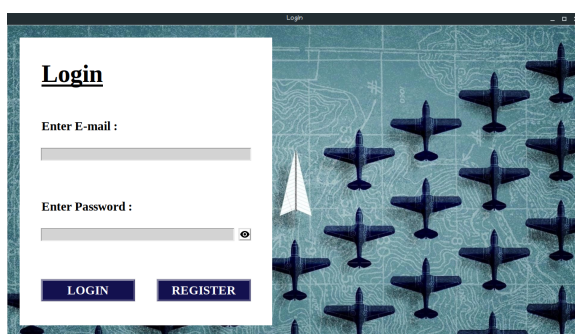 Login
Login
Enter E-mail :
Enter Password :
LOGIN
REGISTER